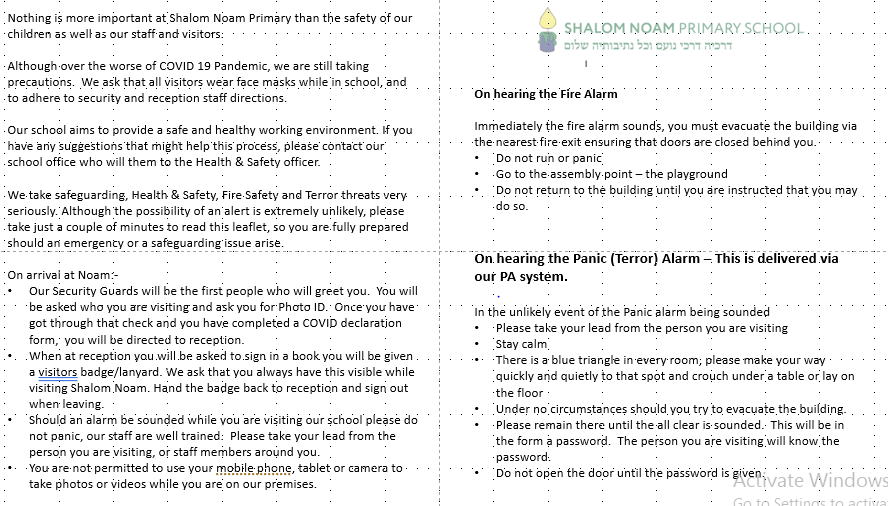 Nothing is more important at Shalom Noam Primary than the safety of our
children as well as our staff and visitors:
Although over the worse of COVID 19 Pandemic, we are still taking
precautions. We ask that all visitors wear face masks while in school, and
to adhere to security and reception staff directions.
Our school aims to provide a safe and healthy working environment. If you
have any suggestions that might help this process, please contact our
school office who will them to the Health & Safety officer.
We take safeguarding, Health & Safety, Fire Safety and Terror threats very
seriously. Although the possibility of an alert is extremely unlikely, please
take just a couple of minutes to read this leaflet, so you are fully prepared
should an emergency or a safeguarding issue arise.
On arrival at Noam:-
• Our Security Guards will be the first people who will greet you. You will
be asked who you are visiting and ask you for Photo ID. Once you have
got through that check and you have completed a COVID declaration
form, you will be directed to reception.
• When at reception you will be asked to sign in a book you will be given
a visitors badge/lanyard. We ask that you always have this visible while
visiting Shalom Noam. Hand the badge back to reception and sign out
when leaving.
• Should an alarm be sounded while you are visiting our school please do
not panic, our staff are well trained. Please take your lead from the
person you are visiting, or staff members around you.
• You are not permitted to use your mobile phone, tablet or camera to
take photos or videos while you are on our premises.
SHALOM NOAM PRIMARY SCHOOL
דרכיה דרכי נועם וכל נתיבותיה שלום
On hearing the Fire Alarm
Immediately the fire alarm sounds, you must evacuate the building via
the nearest fire exit ensuring that doors are closed behind you.
• Do not run or panic
• Go to the assembly point – the playground
• Do not return to the building until you are instructed that you may
do so.
On hearing the Panic (Terror) Alarm – This is delivered via
our PA system.
In the unlikely event of the Panic alarm being sounded
• Please take your lead from the person you are visiting
• Stay calm
• There is a blue triangle in every room; please make your way
quickly and quietly to that spot and crouch under a table or lay on
the floor
• Under no circumstances should you try to evacuate the building.
• Please remain there until the all clear is sounded. This will be in
the form a password. The person you are visiting will know the
password.
• Do not open the door until the password is given.
Activate Windows
Go to Settings to activa